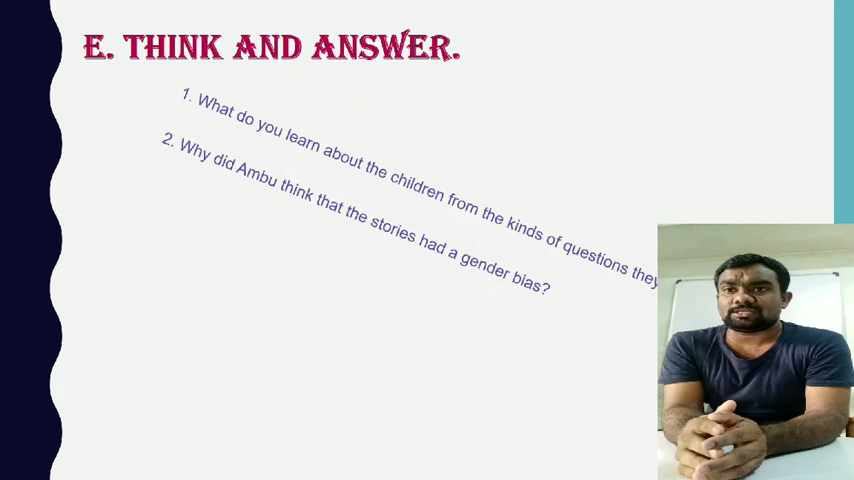 E. THINK AND ANSWER.
1. What do you learn about the children from the kinds of questions they
2. Why did Ambu think that the stories had a gender bias?